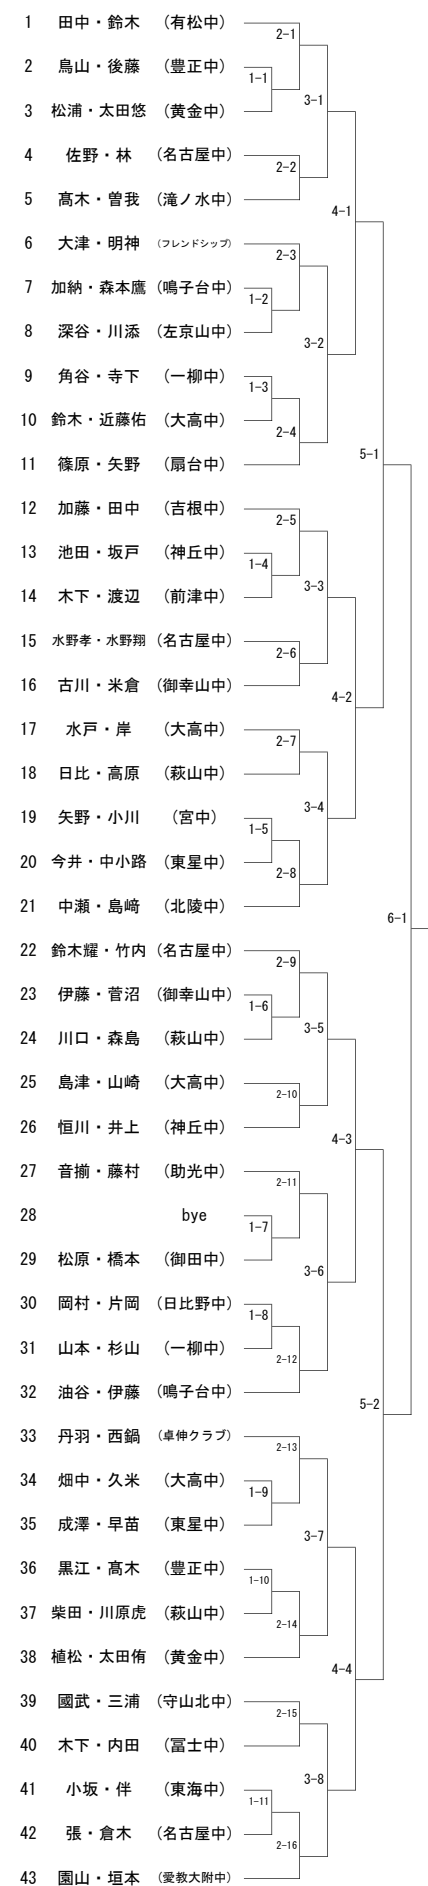 1 田中・鈴木 (有松中)
2-1
2 鳥山・後藤 (豊正中)
1-1
3-1
3 松浦・太田悠 (黄金中)
4 佐野・林 (名古屋中)
2-2
5 髙木・曽我 (滝ノ水中)
4-1
6 大津・明神 (フレンドシップ)
2-3
7 加納・森本鷹 (鳴子台中)
1-2
8 深谷・川添 (左京山中)
3-2
9 角谷・寺下 (一柳中)
1-3
10 鈴木・近藤佑 (大高中)
2-4
5-1
11 篠原・矢野 (扇台中)
12 加藤・田中 (吉根中)
2-5
13 池田・坂戸 (神丘中)
1-4
3-3
14 木下・渡辺 (前津中)
15 水野孝・水野翔 (名古屋中)
2-6
16 古川・米倉 (御幸山中)
4-2
17 水戸・岸 (大高中)
2-7
18 日比・高原 (萩山中)
3-4
19 矢野・小川 (宮中)
1-5
20 今井・中小路 (東星中)
2-8
21 中瀬・島﨑 (北陵中)
6-1
22 鈴木耀・竹内 (名古屋中)
2-9
23 伊藤・菅沼 (御幸山中)
1-6
3-5
24 川口・森島 (萩山中)
25 島津・山崎 (大高中)
2-10
26 恒川・井上 (神丘中)
4-3
27 音揃・藤村 (助光中)
2-11
28 bye
1-7
29 松原・橋本 (御田中)
3-6
30 岡村・片岡 (日比野中)
1-8
31 山本・杉山 (一柳中)
2-12
32 油谷・伊藤 (鳴子台中)
5-2
33 丹羽・西鍋 (卓伸クラブ)
2-13
34 畑中・久米 (大高中)
1-9
35 成澤・早苗 (東星中)
3-7
36 黒江・髙木 (豊正中)
1-10
37 柴田・川原虎 (萩山中)
2-14
38 植松・太田侑 (黄金中)
4-4
39 國武・三浦 (守山北中)
2-15
40 木下・内田 (冨士中)
3-8
41 小坂・伴 (東海中)
1-11
42 張・倉木 (名古屋中)
2-16
43 園山・垣本 (愛教大附中)